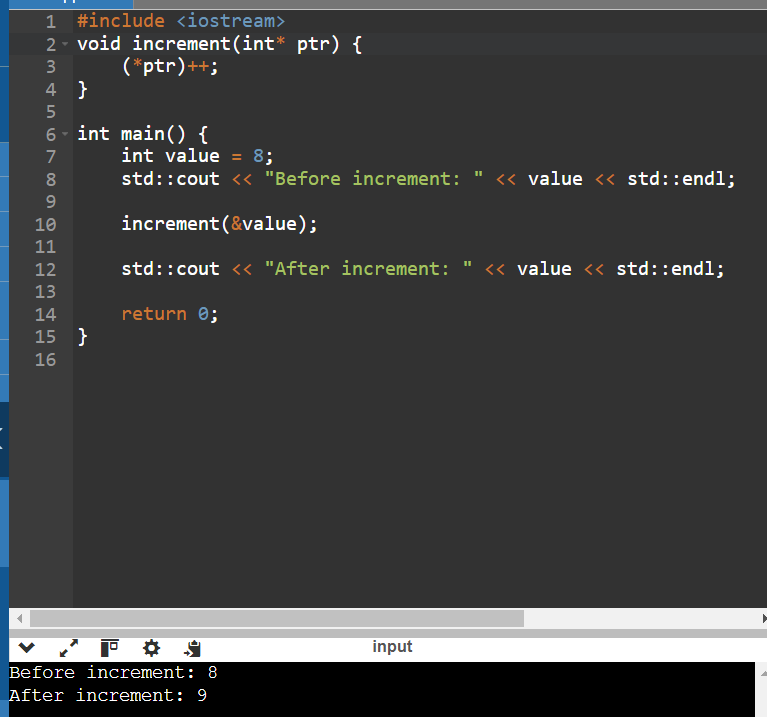 1 #include <iostream>
2 void increment(int* ptr) {
3     (*ptr)++;
4 }
5
6 int main() {
7     int value = 8;
8     std::cout << "Before increment: " << value << std::endl;
9
10     increment(&value);
11
12     std::cout << "After increment: " << value << std::endl;
13
14     return 0;
15 }
16
input
Before increment: 8
After increment: 9